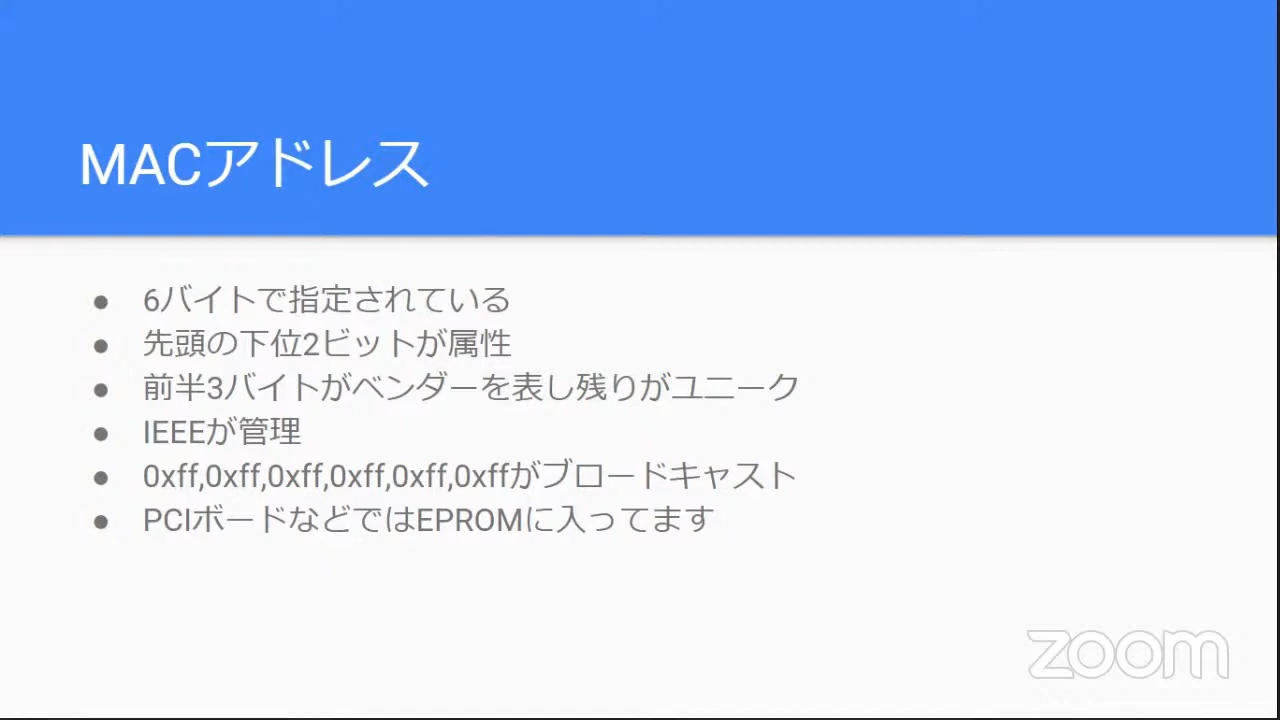 MACアドレス
● 6バイトで指定されている
● 先頭の下位2ビットが属性
● 前半3バイトがベンダーを表し残りがユニーク
● IEEEが管理
● 0xff,0xff,0xff,0xff,0xff,0xffがブロードキャスト
● PCIボードなどではEPROMに入ってます
zoom